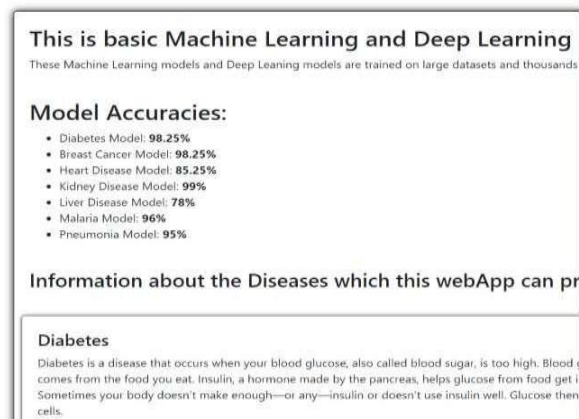 This is basic Machine Learning and Deep Learning
These Machine Learning models and Deep Leaning models are trained on large datasets and thousands
Model Accuracies:
• Diabetes Model: 98.25%
• Breast Cancer Model: 98.25%
• Heart Disease Model: 85.25%
• Kidney Disease Model: 99%
• Liver Disease Model: 78%
• Malaria Model: 96%
• Pneumonia Model: 95%
Information about the Diseases which this webApp can pr
Diabetes
Diabetes is a disease that occurs when your blood glucose, also called blood sugar, is too high. Blood g
comes from the food you eat. Insulin, a hormone made by the pancreas, helps glucose from food get i
Sometimes your body doesn't make enough—or any—insulin or doesn't use insulin well. Glucose then
cells.